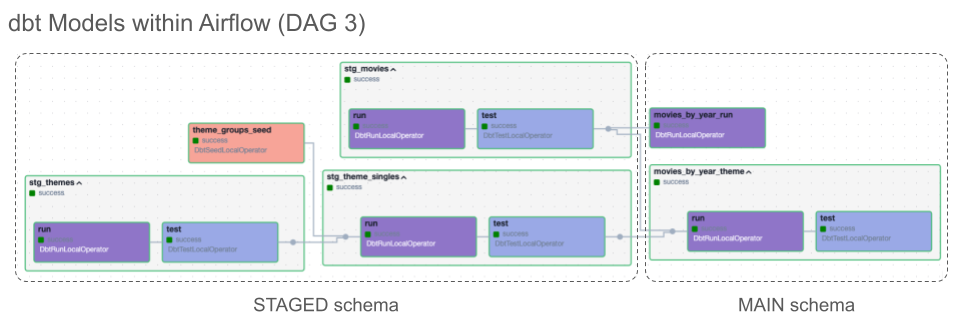 dbt Models within Airflow (DAG 3)
stg_movies
success
run
success
DbtRunLocalOperator
test
success
DbtTestLocalOperator
movies_by_year_run
success
DbtRunLocalOperator
theme_groups_seed
success
DbtSeedLocalOperator
stg_themes
success
run
success
DbtRunLocalOperator
test
success
DbtTestLocalOperator
stg_theme_singles
success
run
success
DbtRunLocalOperator
test
success
DbtTestLocalOperator
movies_by_year_theme
success
run
success
DbtRunLocalOperator
test
success
DbtTestLocalOperator
STAGED schema
MAIN schema